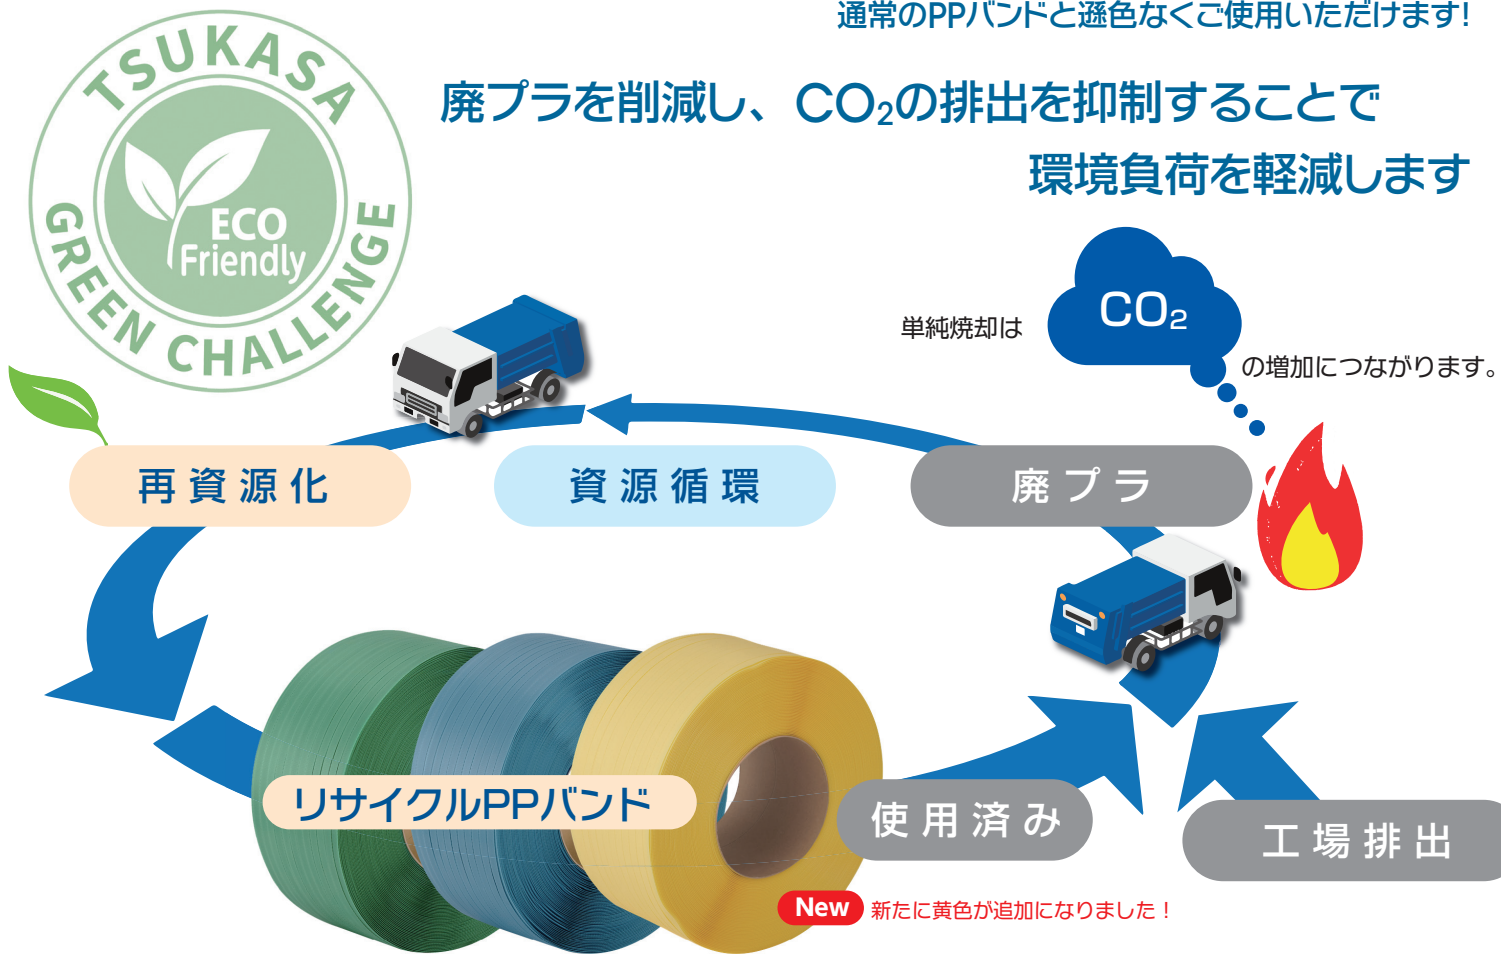 通常のPPバンドと遜色なくご使用いただけます!
TSUKASA
GREEN CHALLENGE
ECO
Friendly
廃プラを削減し、CO₂の排出を抑制することで
環境負荷を軽減します
単純焼却は
CO₂
の増加につながります。
再資源化
資源循環
廃プラ
リサイクルPPバンド
使用済み
工場排出
New 新たに黄色が追加になりました！